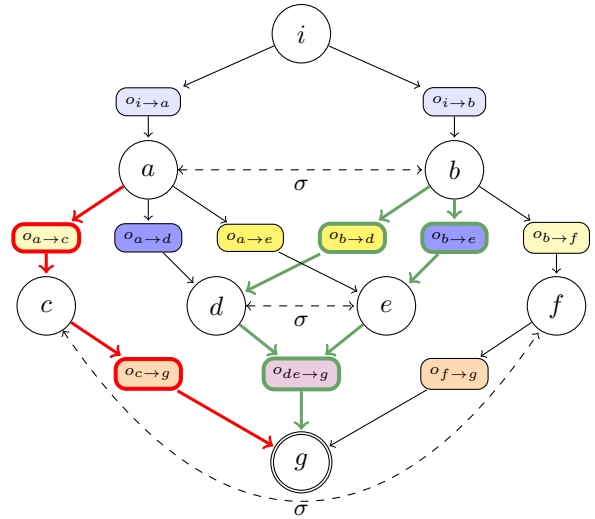 i
o_{i→a} o_{i→b}
a σ b
o_{a→c} o_{a→d} o_{a→e} o_{b→d} o_{b→e} o_{b→f}
c d σ e f
o_{c→g} o_{de→g} o_{f→g}
g
σ